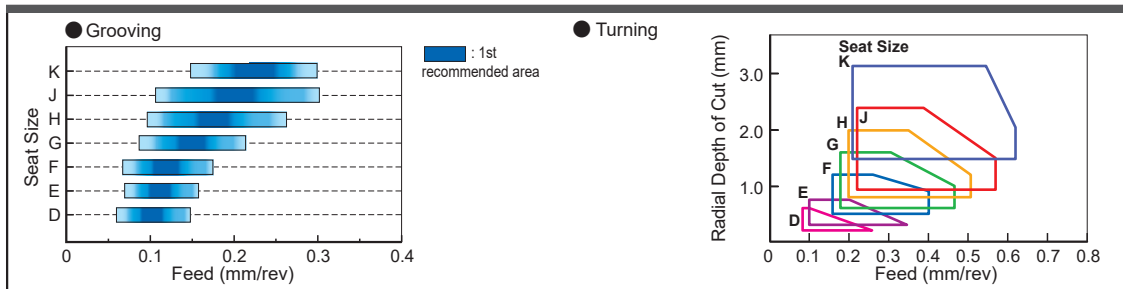 ● Grooving
: 1st
recommended area
Seat Size
K
J
H
G
F
E
D
0 0.1 0.2 0.3 0.4
Feed (mm/rev)
● Turning
Radial Depth of Cut (mm)
3.0
2.0
1.0
Seat Size
K
J
H
G
F
E
D
0 0.1 0.2 0.3 0.4 0.5 0.6 0.7 0.8
Feed (mm/rev)